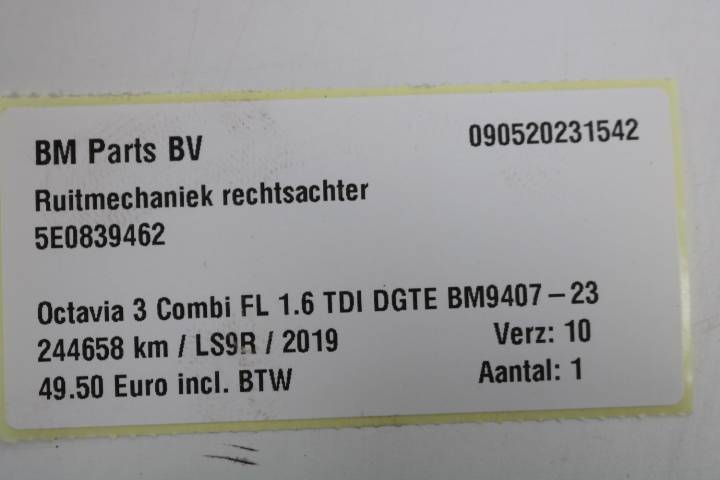 BM Parts BV 090520231542
Ruitmechaniek rechtsachter
5E0839462
Octavia 3 Combi FL 1.6 TDI DGTE BM9407-23
244658 km / LS9R / 2019 Verz: 10
49.50 Euro incl. BTW Aantal: 1